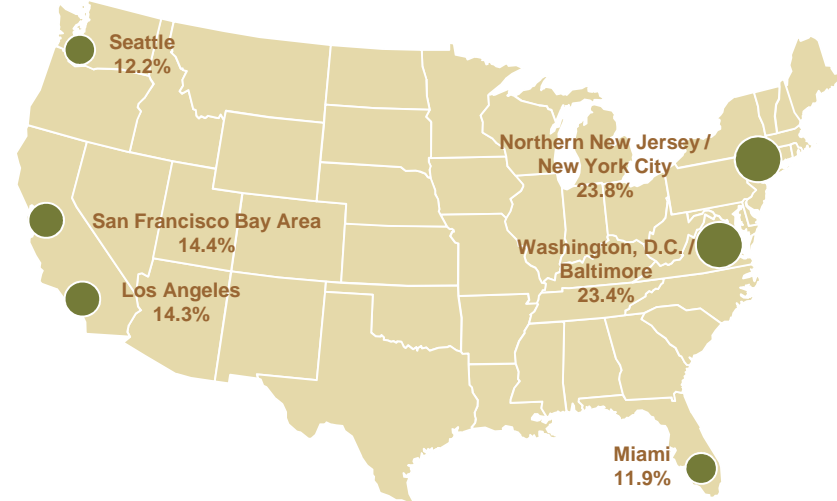 Seattle
12.2%
Northern New Jersey /
New York City
23.8%
San Francisco Bay Area
14.4%
Washington, D.C. /
Baltimore
23.4%
Los Angeles
14.3%
Miami
11.9%